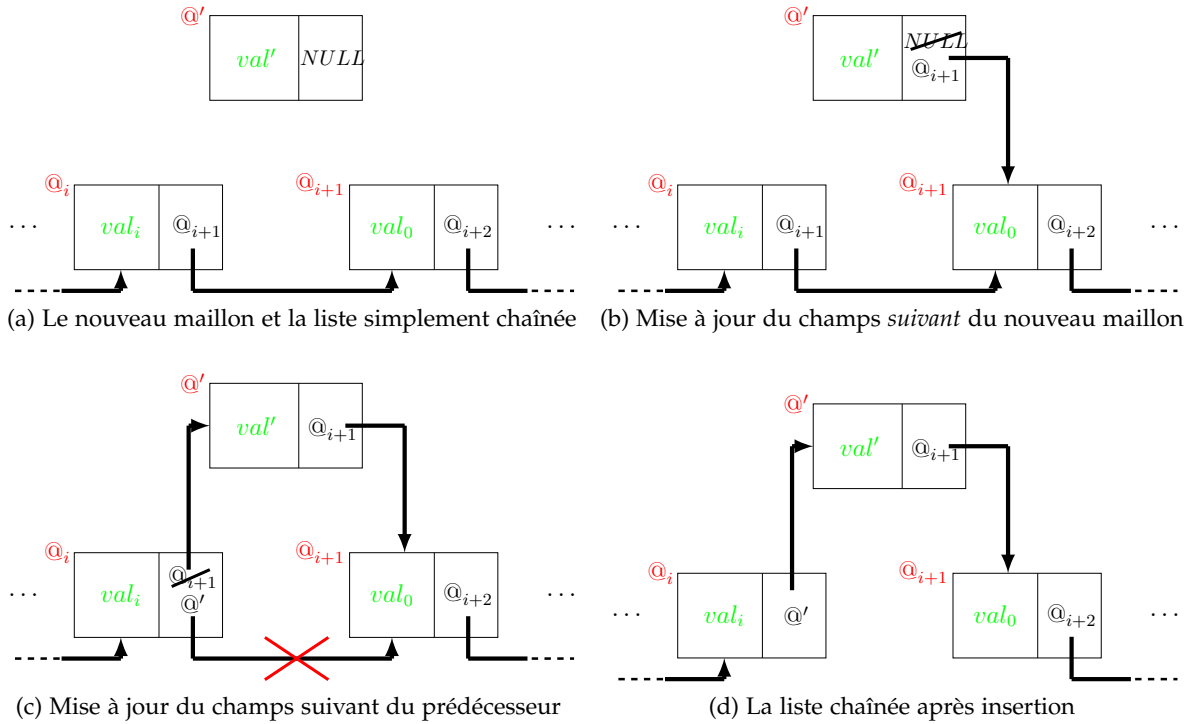 @′
val′ NULL
@i @i+1
··· vali @i+1 val0 @i+2 ···
(a) Le nouveau maillon et la liste simplement chaînée
@′
val′ NULL
@i+1
@i @i+1
··· vali @i+1 val0 @i+2 ···
(b) Mise à jour du champs suivant du nouveau maillon
@′
val′ @i+1
@i @i+1
@i+1
··· vali @′ val0 @i+2 ···
(c) Mise à jour du champs suivant du prédécesseur
@′
val′ @i+1
@i @i+1
··· vali @′ val0 @i+2 ···
(d) La liste chaînée après insertion